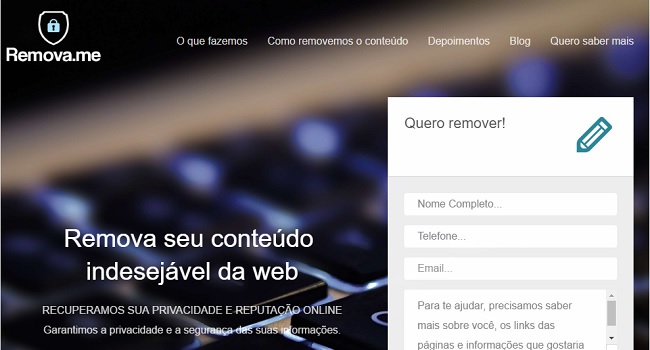 Remova.me
O que fazemos
Como removemos o conteúdo
Depoimentos
Blog
Quero saber mais
Quero remover!
Nome Completo...
Telefone...
Email...
Para te ajudar, precisamos saber
mais sobre você, os links das
páginas e informações que gostaria
Remova seu conteúdo
indesejável da web
RECUPERAMOS SUA PRIVACIDADE E REPUTAÇÃO ONLINE
Garantimos a privacidade e a segurança das suas informações.